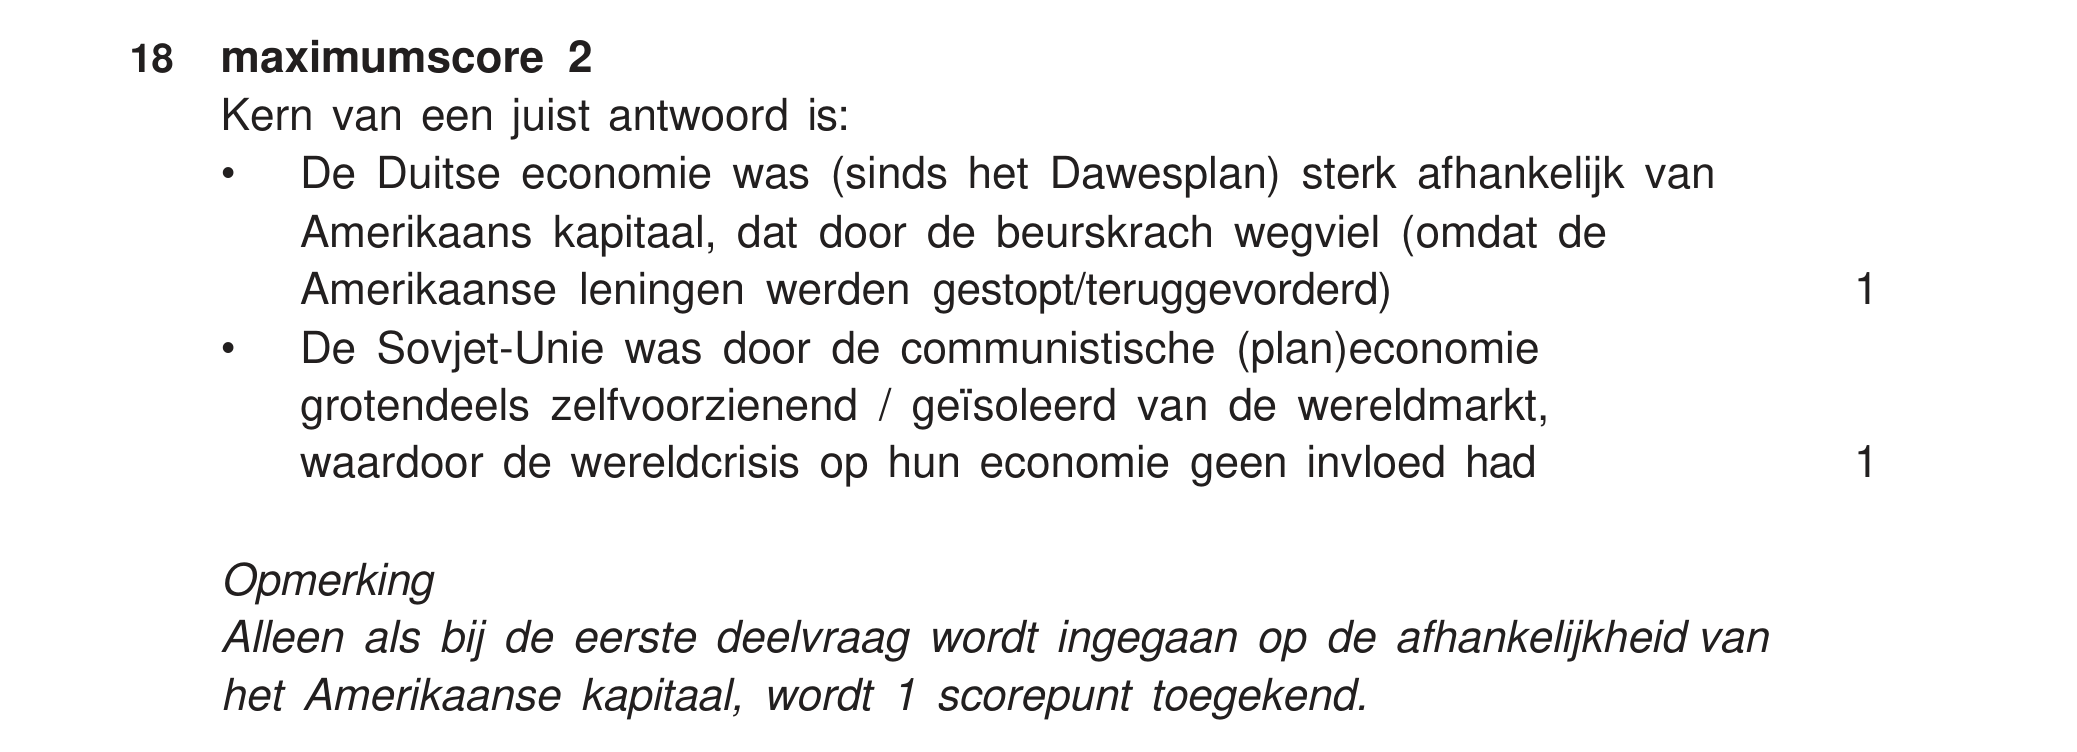 18 maximumscore 2
Kern van een juist antwoord is:
• De Duitse economie was (sinds het Dawesplan) sterk afhankelijk van
Amerikaans kapitaal, dat door de beurskrach wegviel (omdat de
Amerikaanse leningen werden gestopt/teruggevorderd) 1
• De Sovjet-Unie was door de communistische (plan)economie
grotendeels zelfvoorzienend / geïsoleerd van de wereldmarkt,
waardoor de wereldcrisis op hun economie geen invloed had 1
Opmerking
Alleen als bij de eerste deelvraag wordt ingegaan op de afhankelijkheid van
het Amerikaanse kapitaal, wordt 1 scorepunt toegekend.